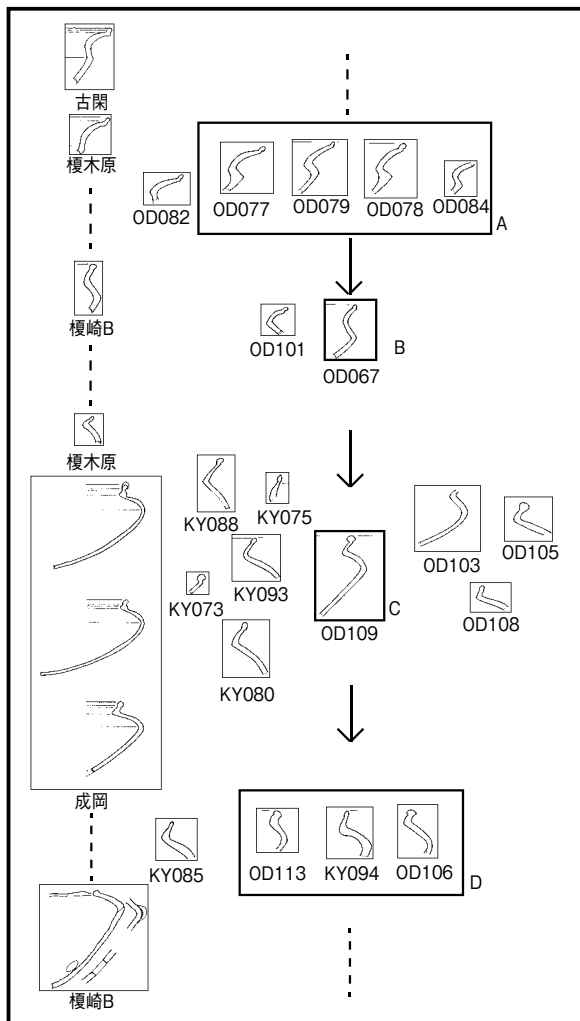 古閑
榎木原
OD082
OD077
OD079
OD078
OD084
A
榎崎B
OD101
OD067
B
榎木原
KY088
KY075
OD103
OD105
KY093
KY073
OD109
C
OD108
KY080
成岡
KY085
OD113
KY094
OD106
D
榎崎B